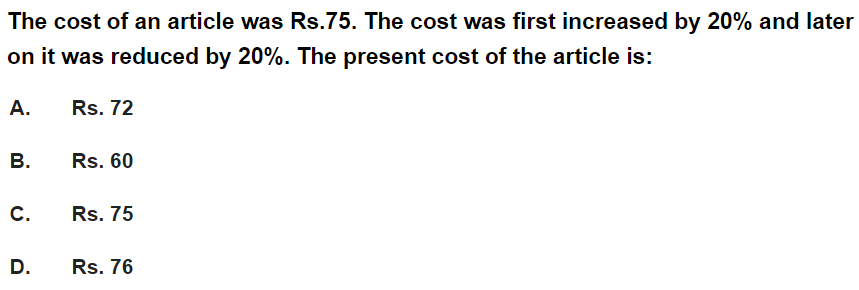 The cost of an article was Rs.75. The cost was first increased by 20% and later
on it was reduced by 20%. The present cost of the article is:
A. Rs. 72
B. Rs. 60
C. Rs. 75
D. Rs. 76